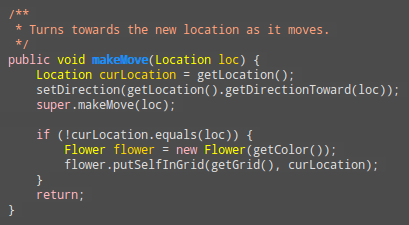 /**
 * Turns towards the new location as it moves.
 */
public void makeMove(Location loc) {
    Location curLocation = getLocation();
    setDirection(getLocation().getDirectionToward(loc));
    super.makeMove(loc);

    if (!curLocation.equals(loc)) {
        Flower flower = new Flower(getColor());
        flower.putSelfInGrid(getGrid(), curLocation);
    }
    return;
}